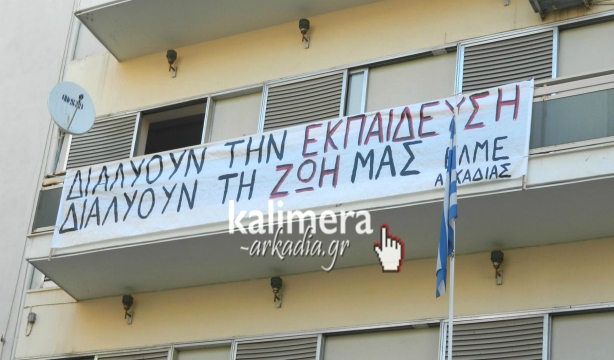 ΔΙΑΛΥΟΥΝ ΤΗΝ ΕΚΠΑΙΔΕΥΣΗ
ΔΙΑΛΥΟΥΝ ΤΗ ΖΩΗ ΜΑΣ ΕΛΜΕ
ΑΡΚΑΔΙΑΣ
kalimera
-arkadia.gr